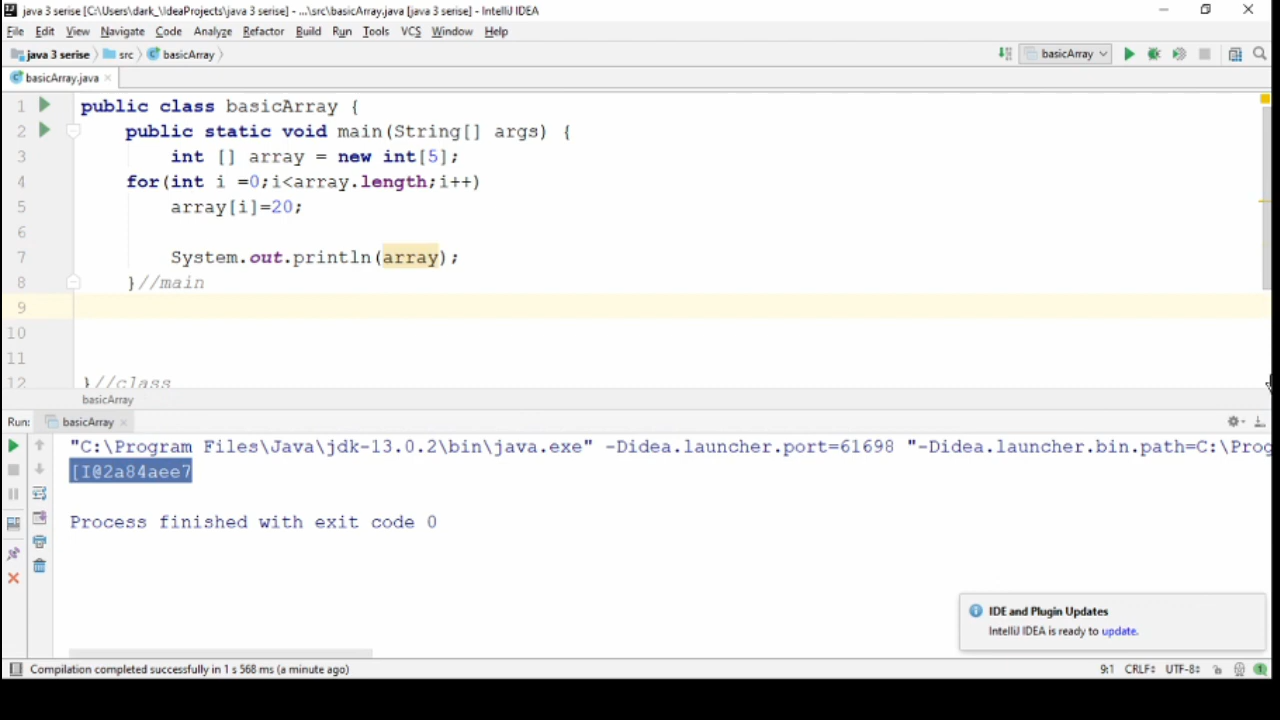 java 3 serise [C:\Users\dark_\IdeaProjects\java 3 serise] - ...\src\basicArray.java [java 3 serise] - IntelliJ IDEA
File Edit View Navigate Code Analyze Refactor Build Run Tools VCS Window Help
java 3 serise src basicArray basicArray
basicArray.java
1 public class basicArray {
2 public static void main(String[] args) {
3 int [] array = new int[5];
4 for(int i =0;i<array.length;i++)
5 array[i]=20;
6
7 System.out.println(array);
8 }//main
9
10
11
12 }//class
basicArray
Run: basicArray
"C:\Program Files\Java\jdk-13.0.2\bin\java.exe" -Didea.launcher.port=61698 "-Didea.launcher.bin.path=C:\Prog
[I@2a84aee7
Process finished with exit code 0
IDE and Plugin Updates
IntelliJ IDEA is ready to update.
Compilation completed successfully in 1 s 568 ms (a minute ago) 9:1 CRLF UTF-8 1